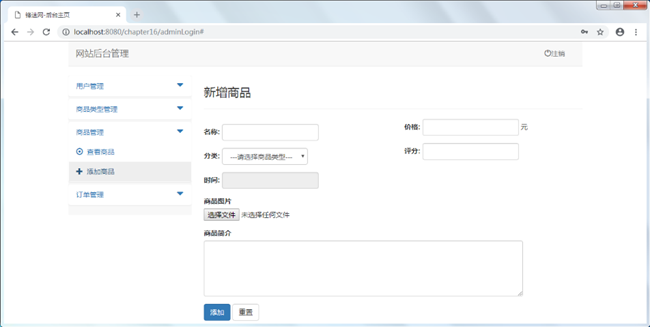 锋迷网-后台主页
localhost:8080/chapter16/adminLogin#
网站后台管理
注销
用户管理
商品类型管理
商品管理
查看商品
添加商品
订单管理
新增商品
名称:
价格: 元
分类: ---请选择商品类型---
评分:
时间:
商品图片
选择文件 未选择任何文件
商品简介
添加 重置